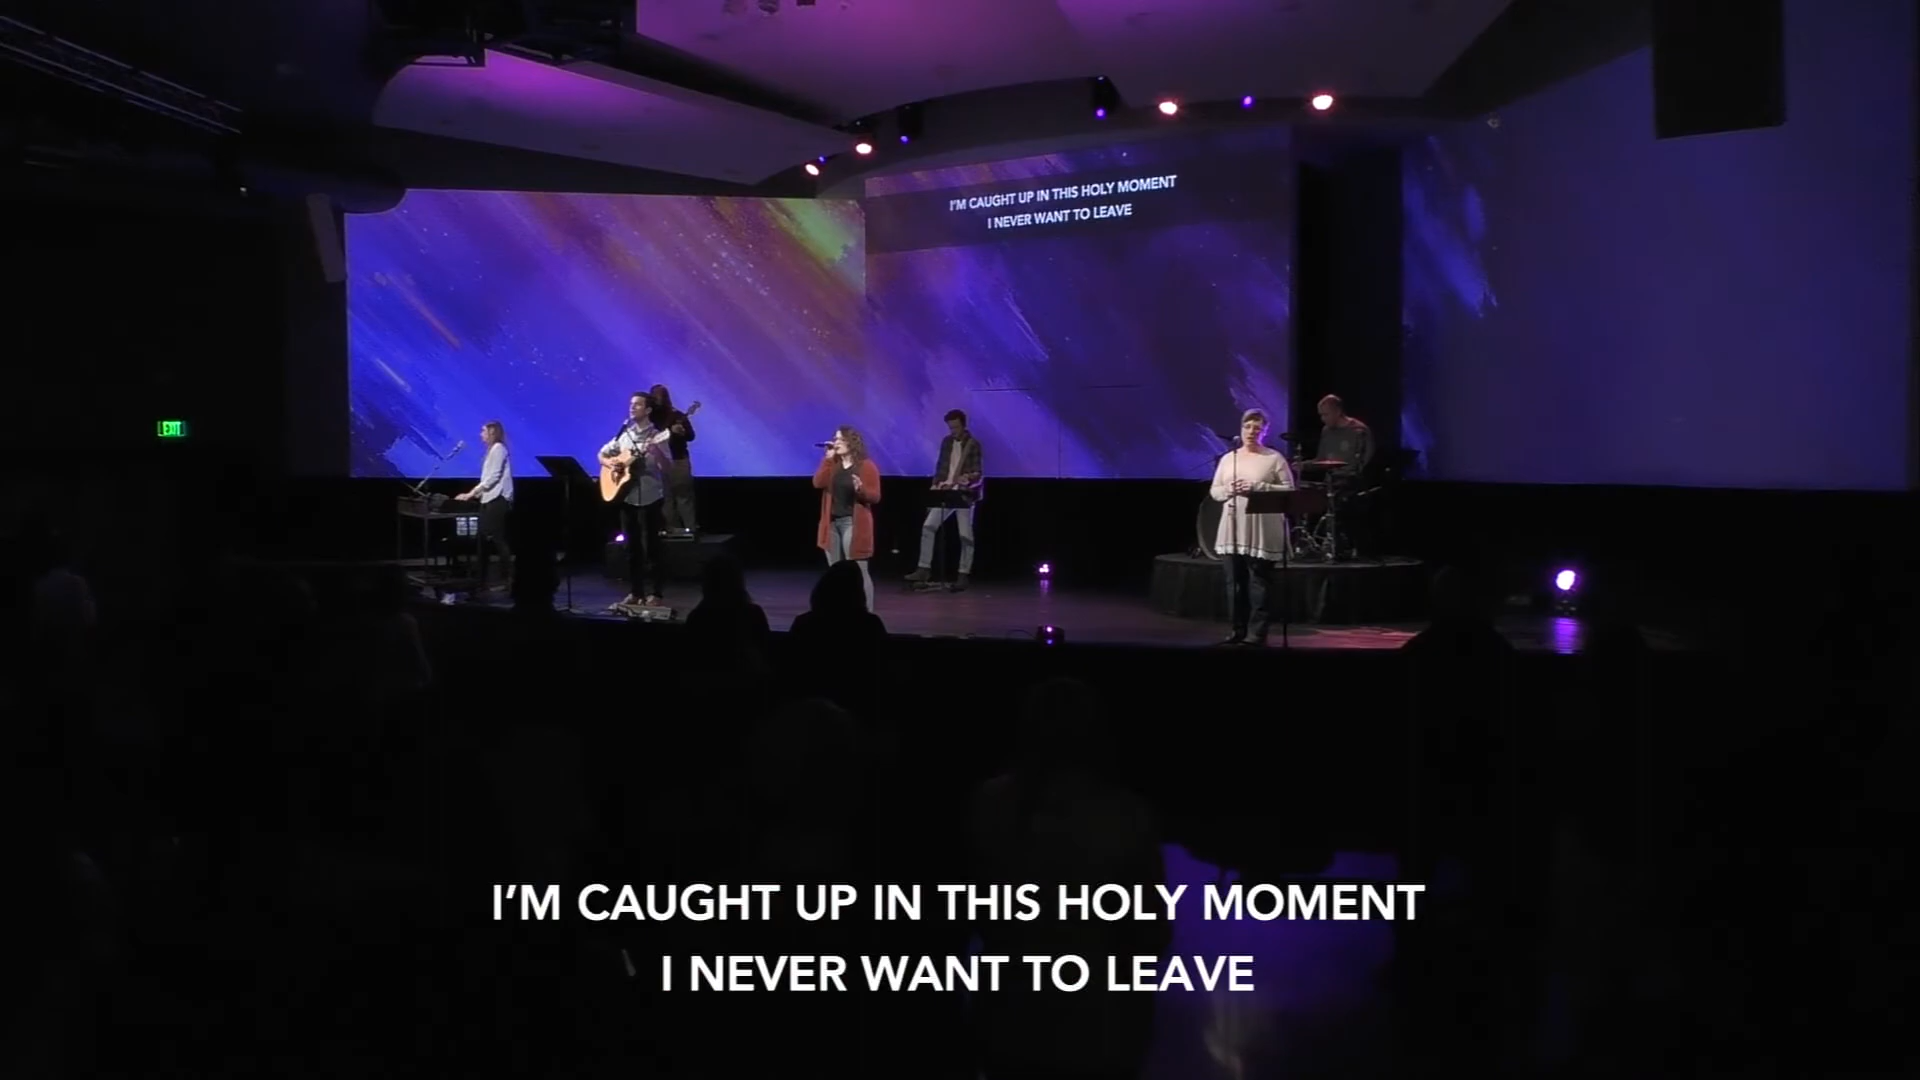 I'M CAUGHT UP IN THIS HOLY MOMENT
I NEVER WANT TO LEAVE
EXIT
I'M CAUGHT UP IN THIS HOLY MOMENT
I NEVER WANT TO LEAVE